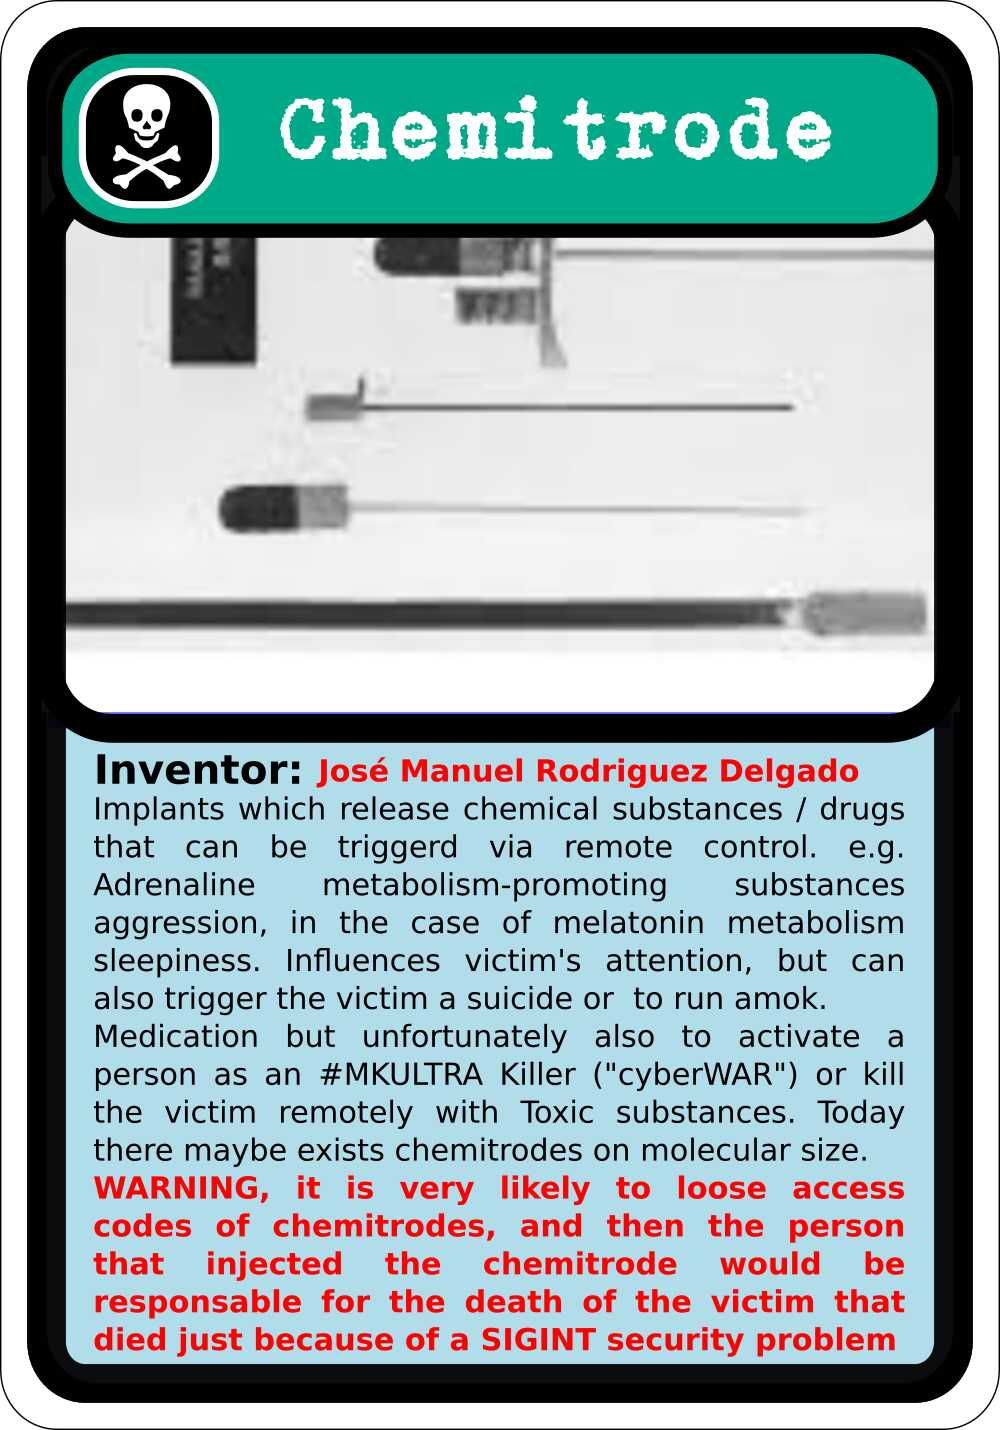 Chemitrode
Inventor: José Manuel Rodriguez Delgado
Implants which release chemical substances / drugs
that can be triggerd via remote control. e.g.
Adrenaline metabolism-promoting substances
aggression, in the case of melatonin metabolism
sleepiness. Influences victim's attention, but can
also trigger the victim a suicide or  to run amok.
Medication but unfortunately also to activate a
person as an #MKULTRA Killer ("cyberWAR") or kill
the victim remotely with Toxic substances. Today
there maybe exists chemitrodes on molecular size.
WARNING, it is very likely to loose access
codes of chemitrodes, and then the person
that injected the chemitrode would be
responsable for the death of the victim that
died just because of a SIGINT security problem